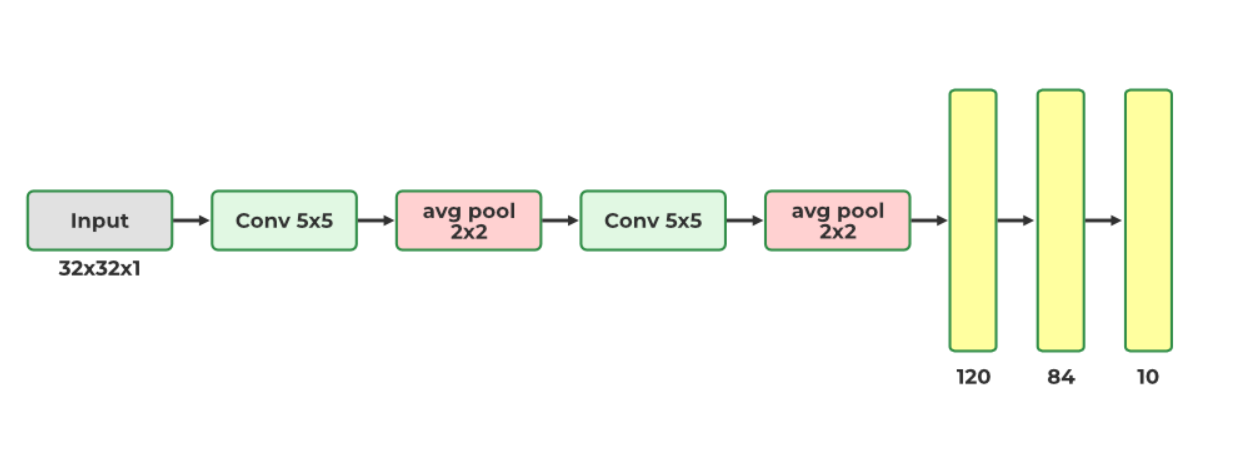 Input
32x32x1
Conv 5x5
avg pool
2x2
Conv 5x5
avg pool
2x2
120
84
10